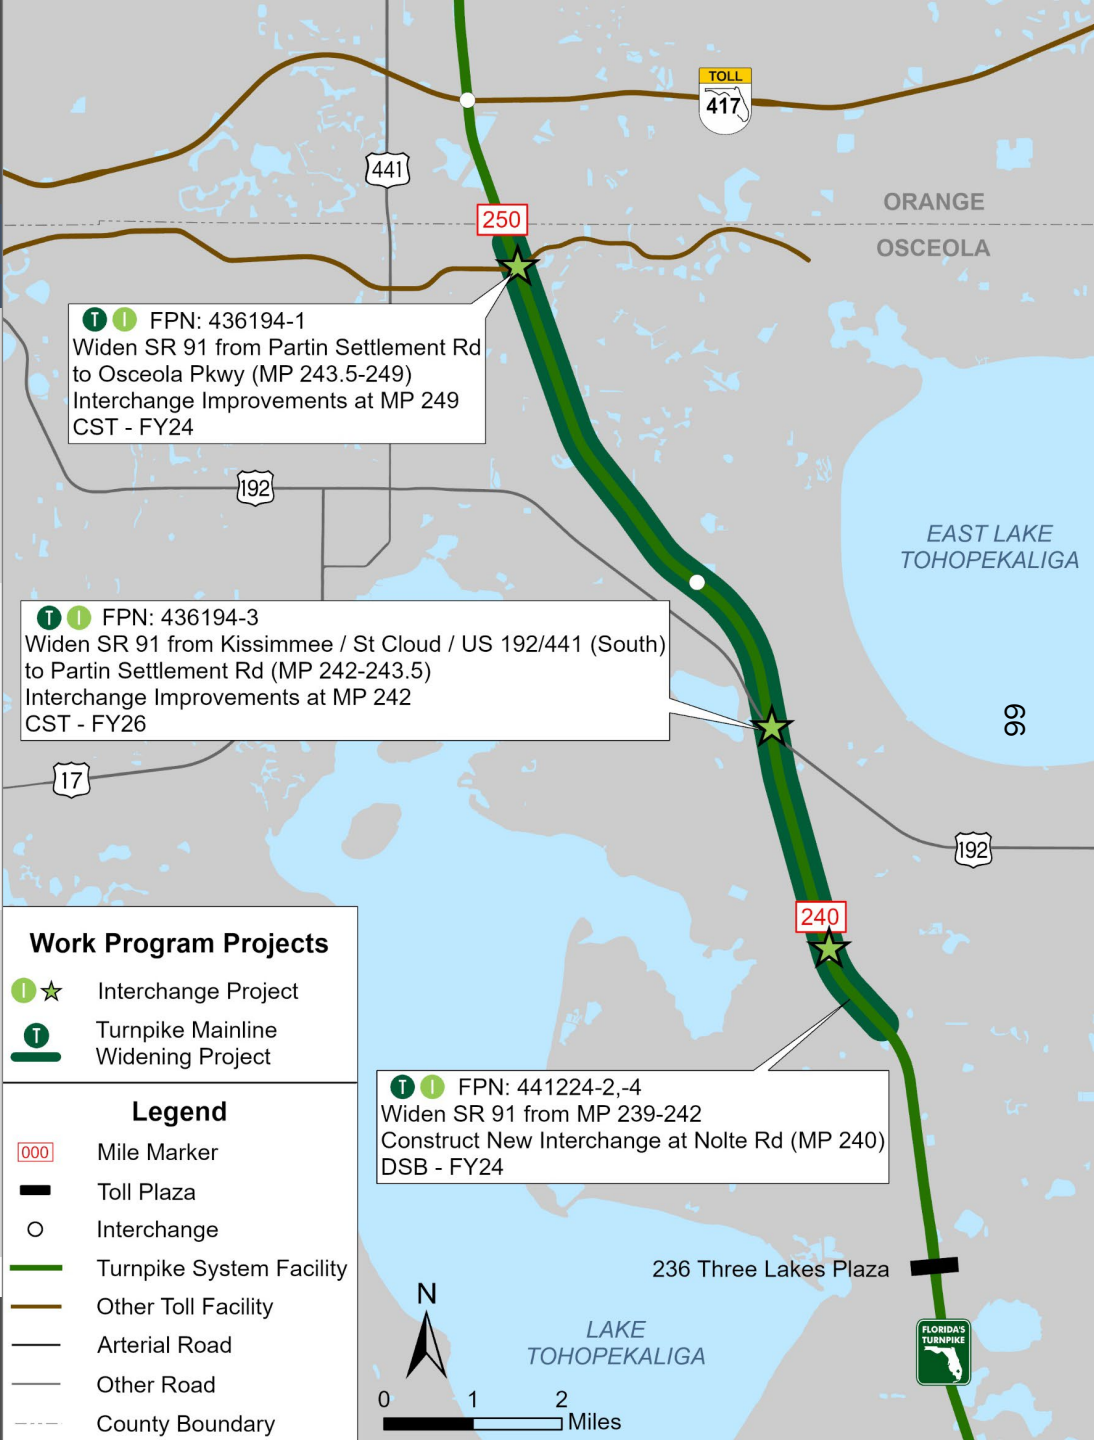 TOLL
417
441
ORANGE
250
OSCEOLA
T I FPN: 436194-1
Widen SR 91 from Partin Settlement Rd
to Osceola Pkwy (MP 243.5-249)
Interchange Improvements at MP 249
CST - FY24
192
EAST LAKE
TOHOPEKALIGA
T I FPN: 436194-3
Widen SR 91 from Kissimmee / St Cloud / US 192/441 (South)
to Partin Settlement Rd (MP 242-243.5)
Interchange Improvements at MP 242
CST - FY26
99
17
192
240
Work Program Projects
I Interchange Project
T Turnpike Mainline
Widening Project
T I FPN: 441224-2,-4
Widen SR 91 from MP 239-242
Construct New Interchange at Nolte Rd (MP 240)
DSB - FY24
Legend
000 Mile Marker
Toll Plaza
Interchange
Turnpike System Facility
Other Toll Facility
Arterial Road
Other Road
County Boundary
236 Three Lakes Plaza
N
LAKE
TOHOPEKALIGA
FLORIDA'S
TURNPIKE
0 1 2
Miles